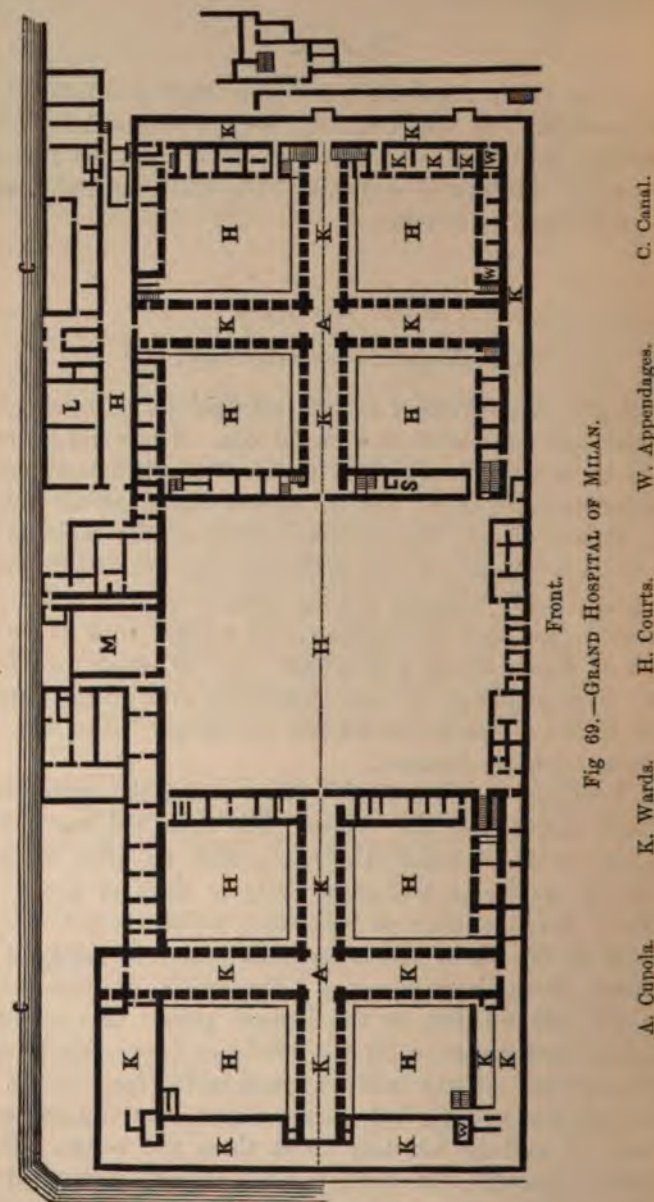 C C
L
M H
K
K H K H H K H K
K A K H K A K
K H K H S H K H K K K K
W K K W W
K K
Front.
Fig 69.—GRAND HOSPITAL OF MILAN.
A. Cupola. K. Wards. H. Courts. W. Appendages. C. Canal.